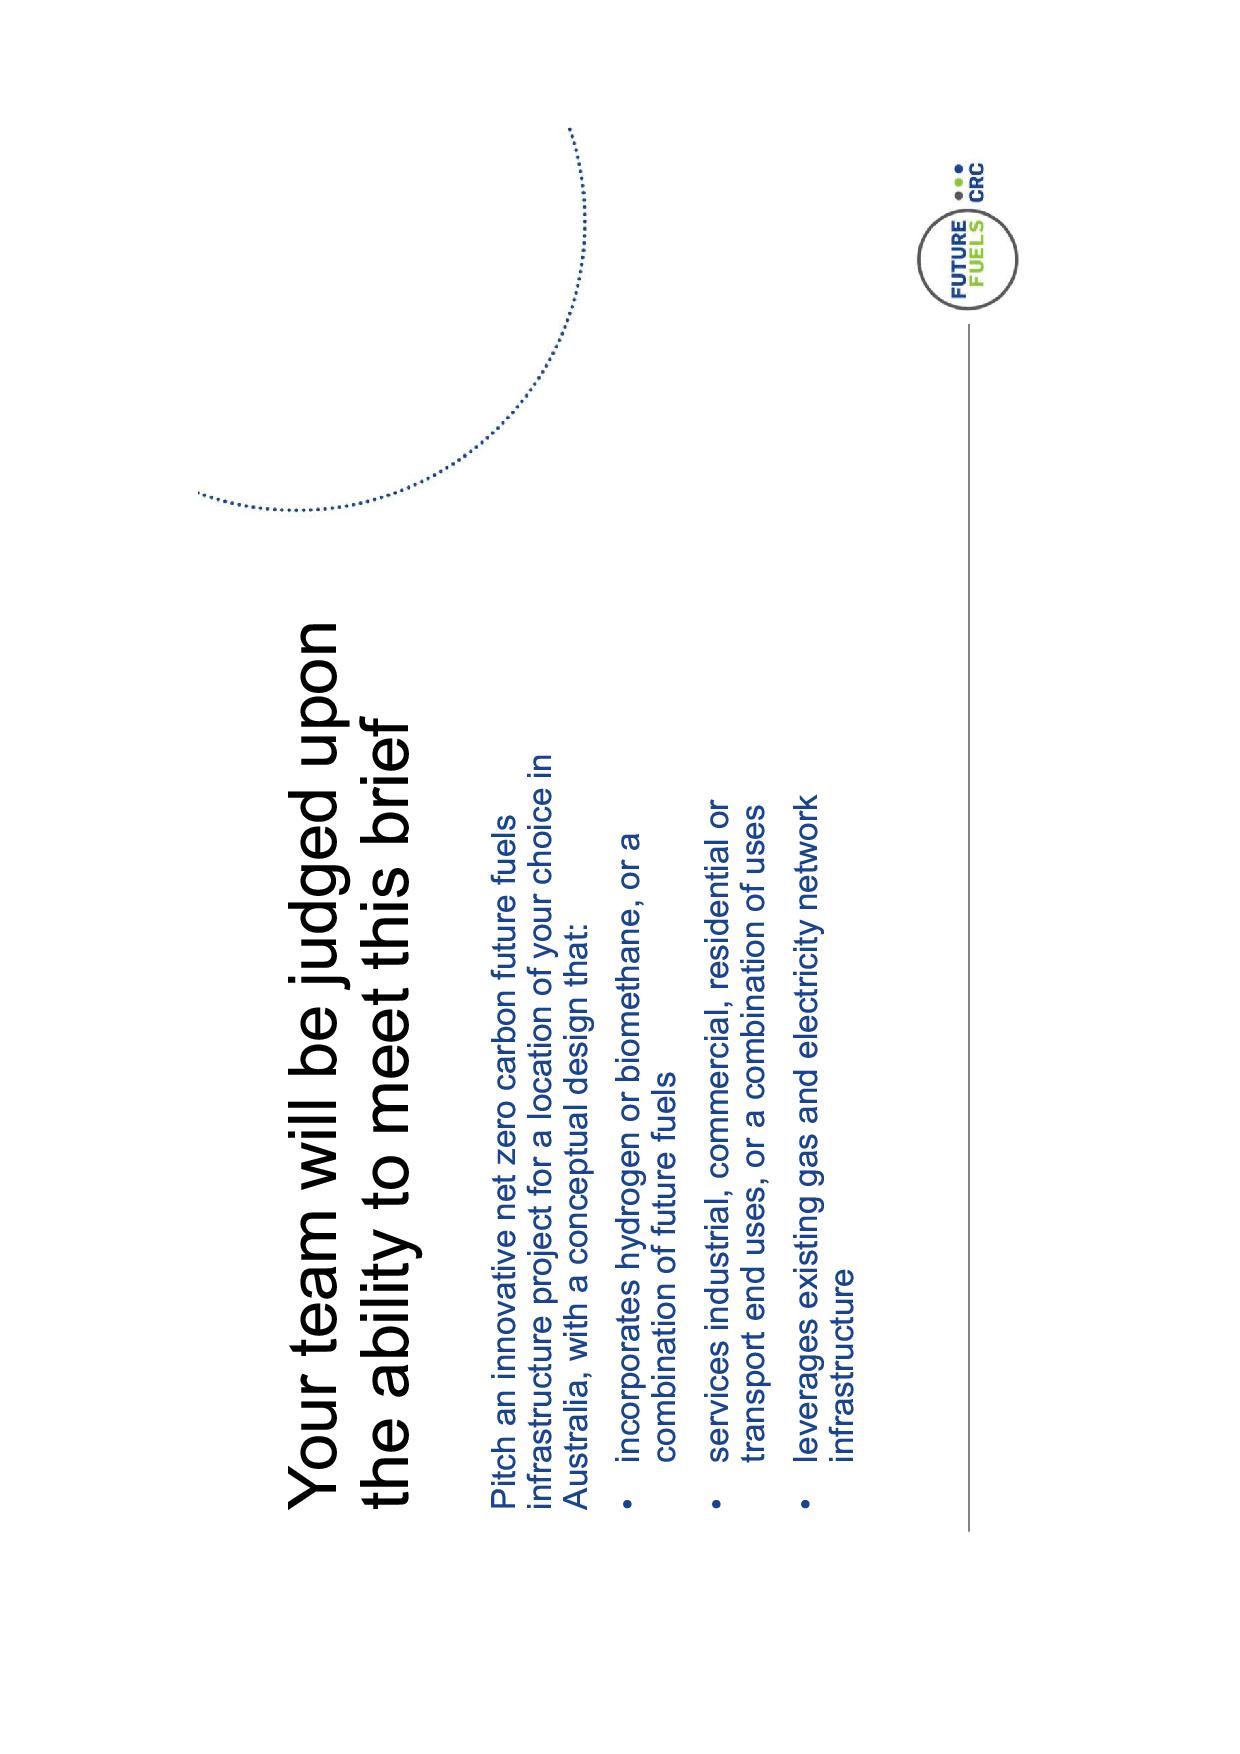 Your team will be judged upon
the ability to meet this brief
Pitch an innovative net zero carbon future fuels
infrastructure project for a location of your choice in
Australia, with a conceptual design that:
• incorporates hydrogen or biomethane, or a
combination of future fuels
• services industrial, commercial, residential or
transport end uses, or a combination of uses
• leverages existing gas and electricity network
infrastructure
FUTURE
FUELS CRC